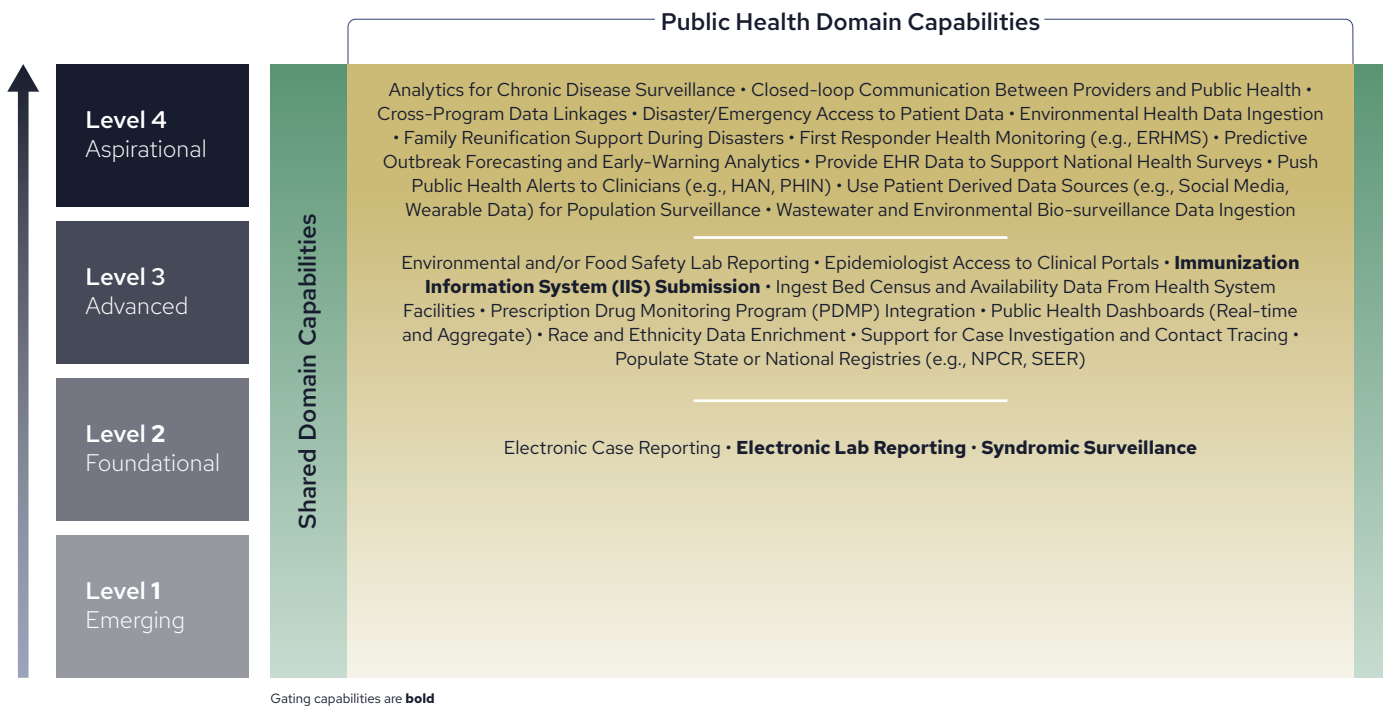 Public Health Domain Capabilities
Level 4
Aspirational
Level 3
Advanced
Level 2
Foundational
Level 1
Emerging
Shared Domain Capabilities
Analytics for Chronic Disease Surveillance • Closed-loop Communication Between Providers and Public Health •
Cross-Program Data Linkages • Disaster/Emergency Access to Patient Data • Environmental Health Data Ingestion
• Family Reunification Support During Disasters • First Responder Health Monitoring (e.g., ERHMS) • Predictive
Outbreak Forecasting and Early-Warning Analytics • Provide EHR Data to Support National Health Surveys • Push
Public Health Alerts to Clinicians (e.g., HAN, PHIN) • Use Patient Derived Data Sources (e.g., Social Media,
Wearable Data) for Population Surveillance • Wastewater and Environmental Bio-surveillance Data Ingestion
Environmental and/or Food Safety Lab Reporting • Epidemiologist Access to Clinical Portals • Immunization
Information System (IIS) Submission • Ingest Bed Census and Availability Data From Health System
Facilities • Prescription Drug Monitoring Program (PDMP) Integration • Public Health Dashboards (Real-time
and Aggregate) • Race and Ethnicity Data Enrichment • Support for Case Investigation and Contact Tracing •
Populate State or National Registries (e.g., NPCR, SEER)
Electronic Case Reporting • Electronic Lab Reporting • Syndromic Surveillance
Gating capabilities are bold